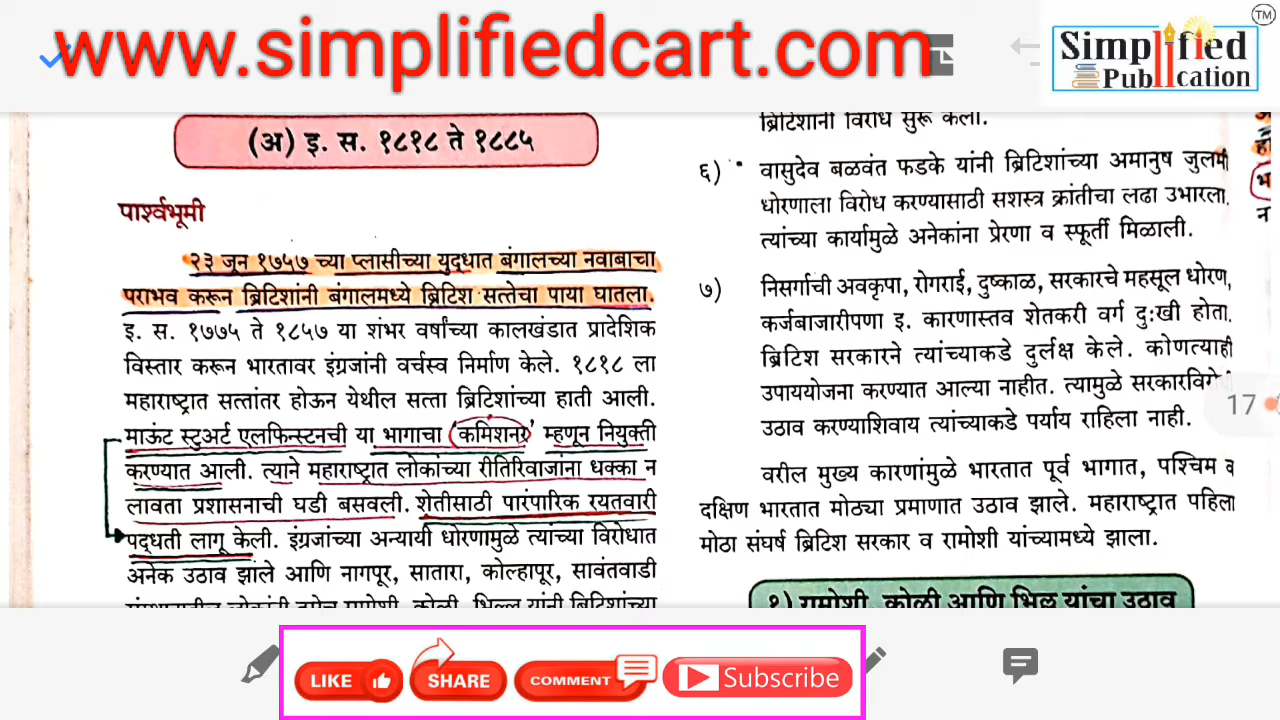 www.simplifiedcart.com
TM
Simplified
Publication
(अ) इ. स. १८१८ ते १८८५
पार्श्वभूमी
२३ जून १७५७ च्या प्लासीच्या युद्धात बंगालच्या नवाबाचा
पराभव करून ब्रिटिशांनी बंगालमध्ये ब्रिटिश सत्तेचा पाया घातला.
इ. स. १७७५ ते १८५७ या शंभर वर्षांच्या कालखंडात प्रादेशिक
विस्तार करून भारतावर इंग्रजांनी वर्चस्व निर्माण केले. १८१८ ला
महाराष्ट्रात सत्तांतर होऊन येथील सत्ता ब्रिटिशांच्या हाती आली.
माऊंट स्टुअर्ट एलफिन्स्टनची या भागाचा 'कमिशनर' म्हणून नियुक्ती
करण्यात आली. त्याने महाराष्ट्रात लोकांच्या रीतिरिवाजांना धक्का न
लावता प्रशासनाची घडी बसवली. शेतीसाठी पारंपारिक रयतवारी
पद्धती लागू केली. इंग्रजांच्या अन्यायी धोरणामुळे त्यांच्या विरोधात
अनेक उठाव झाले आणि नागपूर, सातारा, कोल्हापूर, सावंतवाडी
कोळी, भिल्ल यांनी ब्रिटिशांच्या
ब्रिटिशांनी विरोध सुरू केला.
६) वासुदेव बळवंत फडके यांनी ब्रिटिशांच्या अमानुष जुलमी
धोरणाला विरोध करण्यासाठी सशस्त्र क्रांतीचा लढा उभारला.
त्यांच्या कार्यामुळे अनेकांना प्रेरणा व स्फूर्ती मिळाली.
७) निसर्गाची अवकृपा, रोगराई, दुष्काळ, सरकारचे महसूल धोरण,
कर्जबाजारीपणा इ. कारणास्तव शेतकरी वर्ग दुःखी होता.
ब्रिटिश सरकारने त्यांच्याकडे दुर्लक्ष केले. कोणत्याही
उपाययोजना करण्यात आल्या नाहीत. त्यामुळे सरकारविरोधी
उठाव करण्याशिवाय त्यांच्याकडे पर्याय राहिला नाही.
वरील मुख्य कारणांमुळे भारतात पूर्व भागात, पश्चिम व
दक्षिण भारतात मोठ्या प्रमाणात उठाव झाले. महाराष्ट्रात पहिला
मोठा संघर्ष ब्रिटिश सरकार व रामोशी यांच्यामध्ये झाला.
१) रामोशी, कोळी आणि भिल्ल यांचा उठाव
17
LIKE
SHARE
COMMENT
Subscribe